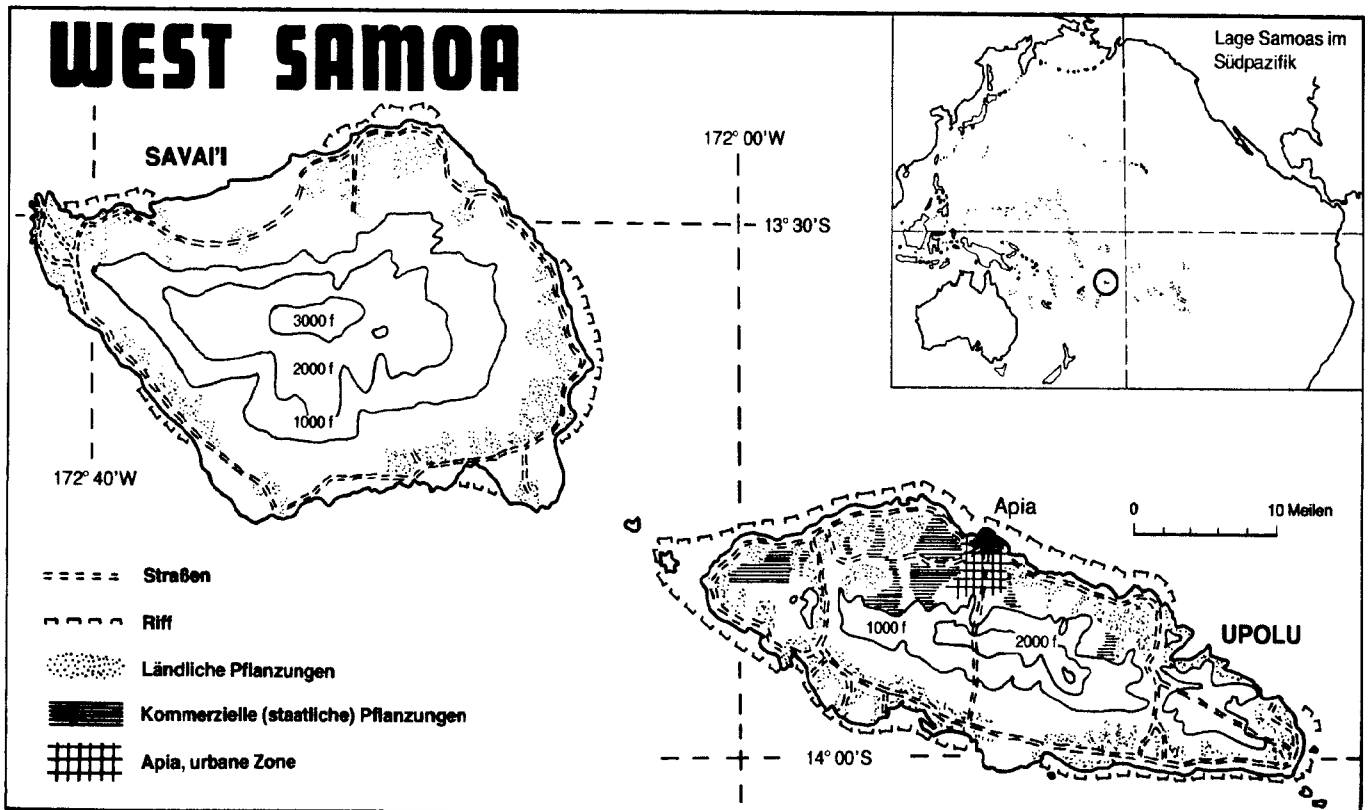 WEST SAMOA
Lage Samoas im
Südpazifik
SAVAI'I
172° 00'W
13° 30'S
3000 f
2000 f
1000 f
172° 40'W
Apia
0 10 Meilen
1000 f
2000 f
UPOLU
14° 00'S
Straßen
Riff
Ländliche Pflanzungen
Kommerzielle (staatliche) Pflanzungen
Apia, urbane Zone